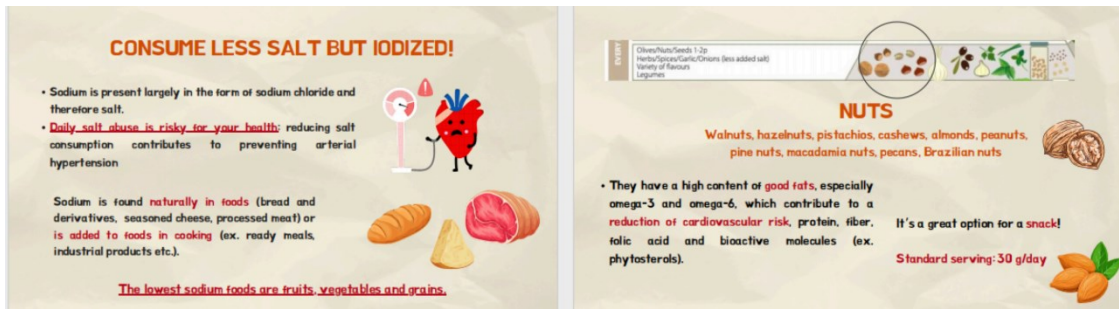 CONSUME LESS SALT BUT IODIZED!
• Sodium is present largely in the form of sodium chloride and
therefore salt.
• Daily salt abuse is risky for your health; reducing salt
consumption contributes to preventing arterial
hypertension
Sodium is found naturally in foods (bread and
derivatives, seasoned cheese, processed meat) or
is added to foods in cooking (ex. ready meals,
industrial products etc.).
The lowest sodium foods are fruits, vegetables and grains.
EVERY
Olives/Nuts/Seeds 1-2p
Herbs/Spices/Garlic/Onions (less added salt)
Variety of flavours
Legumes
NUTS
Walnuts, hazelnuts, pistachios, cashews, almonds, peanuts,
pine nuts, macadamia nuts, pecans, Brazilian nuts
• They have a high content of good fats, especially
omega-3 and omega-6, which contribute to a
reduction of cardiovascular risk, protein, fiber,
folic acid and bioactive molecules (ex.
phytosterols).
It's a great option for a snack!
Standard serving: 30 g/day